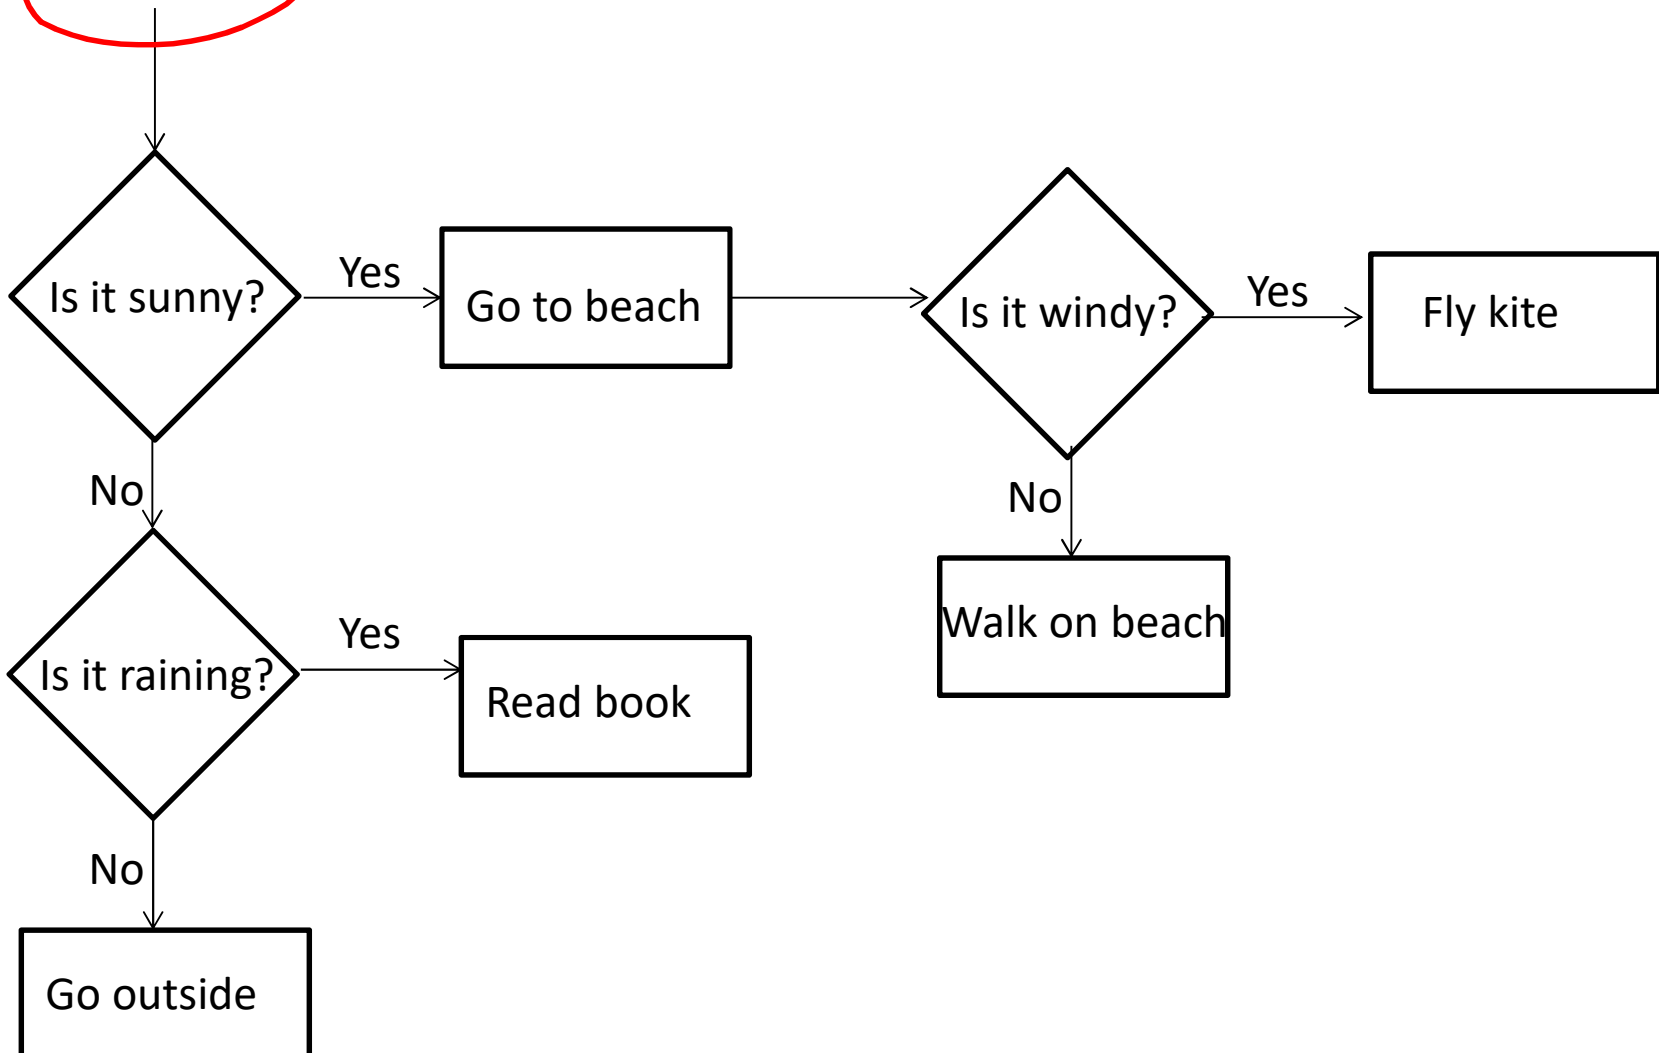 Is it sunny?
Yes
Go to beach
Is it windy?
Yes
Fly kite
No
No
Walk on beach
Is it raining?
Yes
Read book
No
Go outside